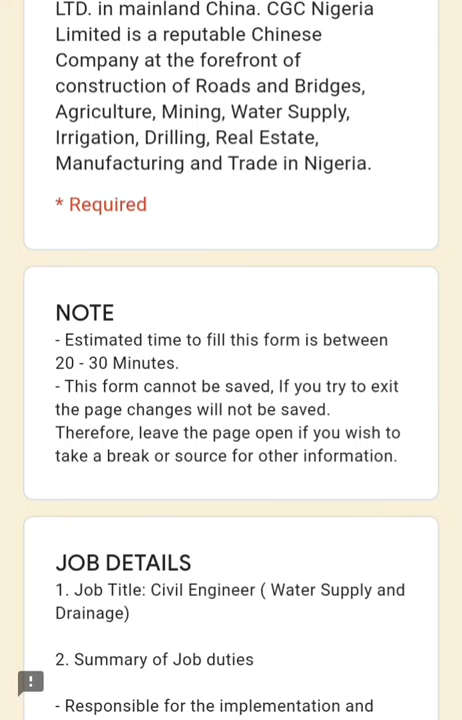 LTD. in mainland China. CGC Nigeria
Limited is a reputable Chinese
Company at the forefront of
construction of Roads and Bridges,
Agriculture, Mining, Water Supply,
Irrigation, Drilling, Real Estate,
Manufacturing and Trade in Nigeria.
* Required
NOTE
- Estimated time to fill this form is between
20 - 30 Minutes.
- This form cannot be saved, If you try to exit
the page changes will not be saved.
Therefore, leave the page open if you wish to
take a break or source for other information.
JOB DETAILS
1. Job Title: Civil Engineer ( Water Supply and
Drainage)
2. Summary of Job duties
- Responsible for the implementation and